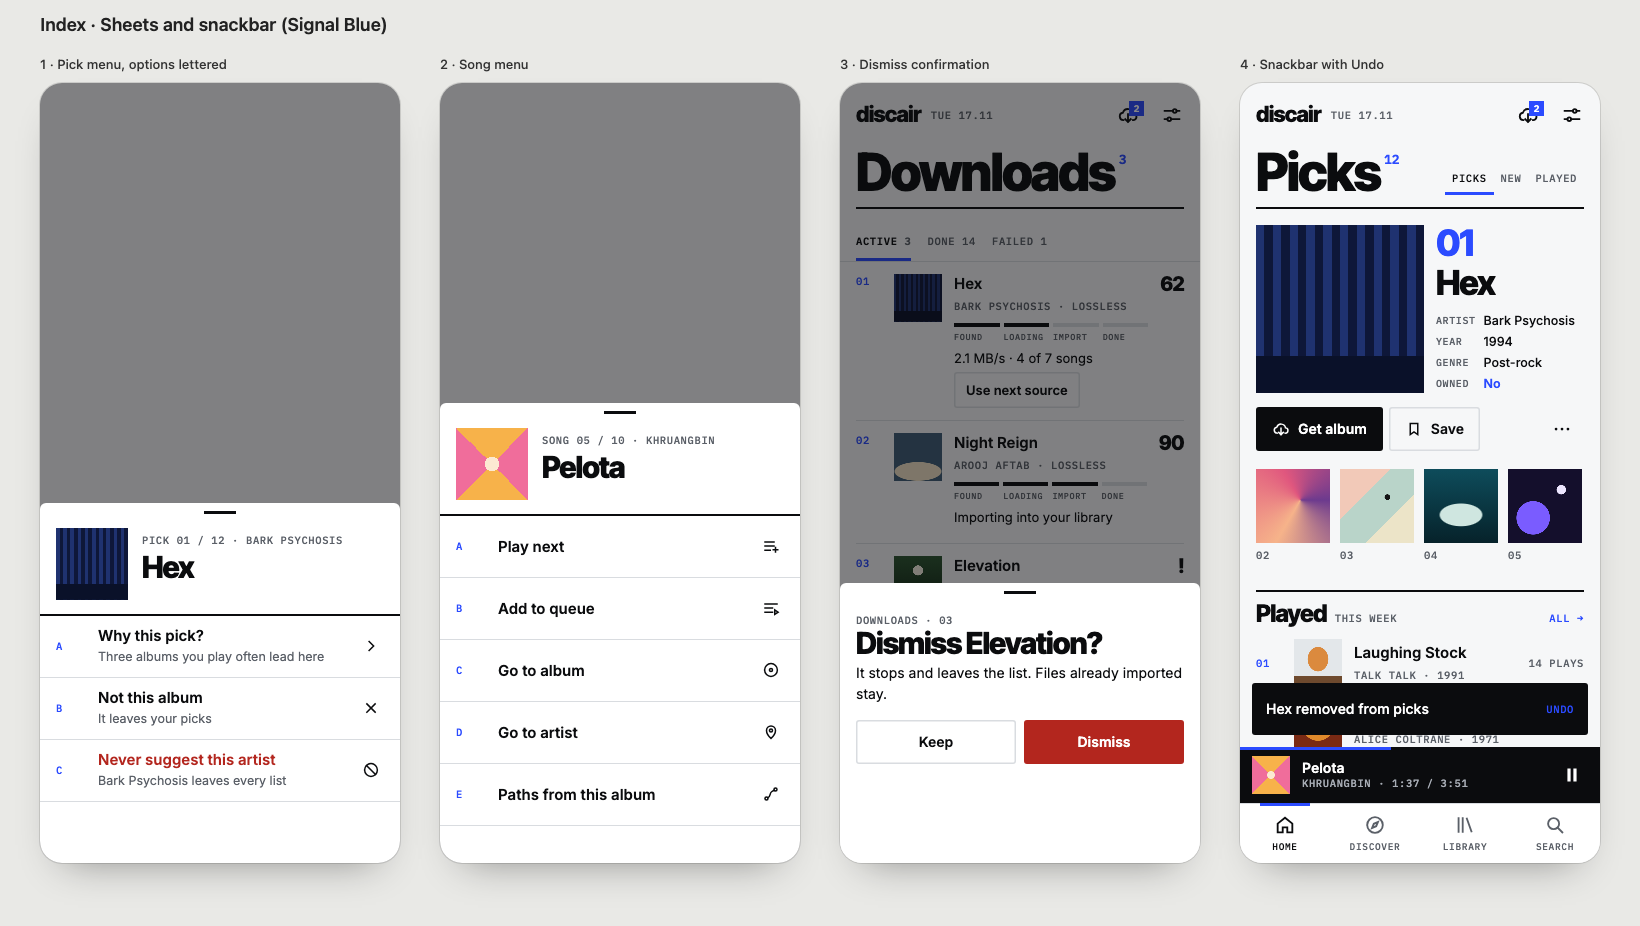 Index · Sheets and snackbar (Signal Blue)
1 · Pick menu, options lettered
PICK 01 / 12 · BARK PSYCHOSIS
Hex
A
Why this pick?
Three albums you play often lead here
B
Not this album
It leaves your picks
C
Never suggest this artist
Bark Psychosis leaves every list
2 · Song menu
SONG 05 / 10 · KHRUANGBIN
Pelota
A Play next
B Add to queue
C Go to album
D Go to artist
E Paths from this album
3 · Dismiss confirmation
discair TUE 17.11 2
Downloads 3
ACTIVE 3 DONE 14 FAILED 1
01 Hex 62
BARK PSYCHOSIS · LOSSLESS
FOUND LOADING IMPORT DONE
2.1 MB/s · 4 of 7 songs
Use next source
02 Night Reign 90
AROOJ AFTAB · LOSSLESS
FOUND LOADING IMPORT DONE
Importing into your library
03 Elevation !
DOWNLOADS · 03
Dismiss Elevation?
It stops and leaves the list. Files already imported
stay.
Keep Dismiss
4 · Snackbar with Undo
discair TUE 17.11 2
Picks 12
PICKS NEW PLAYED
01
Hex
ARTIST Bark Psychosis
YEAR 1994
GENRE Post-rock
OWNED No
Get album Save ...
02 03 04 05
Played THIS WEEK ALL →
01 Laughing Stock 14 PLAYS
TALK TALK · 1991
Hex removed from picks UNDO
ALICE COLTRANE · 1971
Pelota
KHRUANGBIN · 1:37 / 3:51
HOME DISCOVER LIBRARY SEARCH